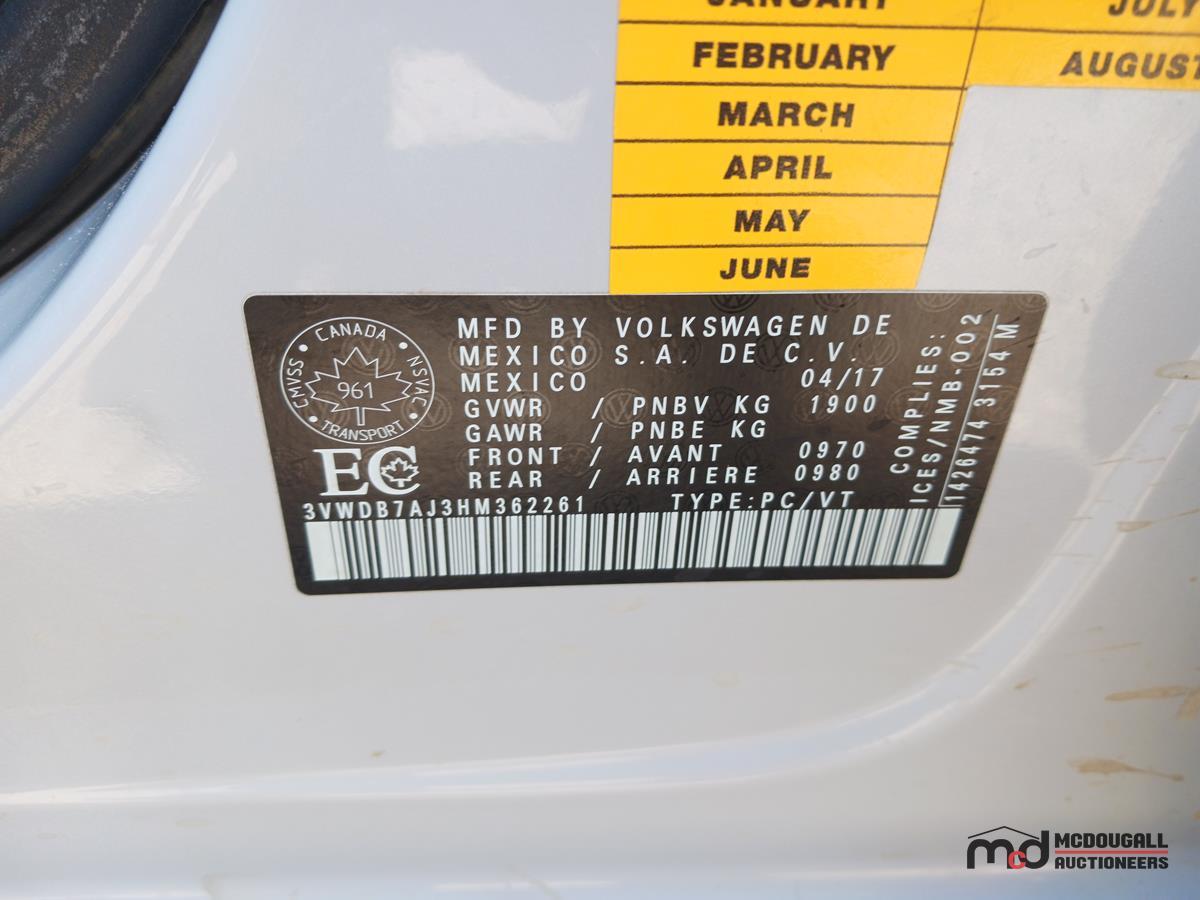 JANUARY JULY
FEBRUARY AUGUST
MARCH
APRIL
MAY
JUNE
CANADA
CMVSS NSVAC
961
TRANSPORT
EC
MFD BY VOLKSWAGEN DE
MEXICO S.A. DE C.V.
MEXICO 04/17
GVWR / PNBV KG 1900
GAWR / PNBE KG
FRONT / AVANT 0970
REAR / ARRIERE 0980
3VWDB7AJ3HM362261 TYPE:PC/VT
COMPLIES:
ICES/NMB-002
1426474 3154 M
mcd MCDOUGALL
AUCTIONEERS